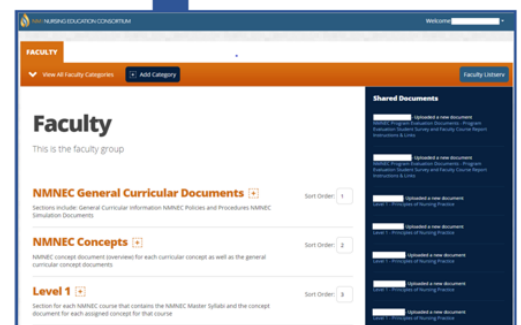 NM NURSING EDUCATION CONSORTIUM
Welcome
FACULTY
View All Faculty Categories
+ Add Category
Faculty Listserv
Faculty
This is the faculty group
NMNEC General Curricular Documents +
Sort Order: 1
Sections include: General Curricular Information NMNEC Policies and Procedures NMNEC
Simulation Documents
NMNEC Concepts +
Sort Order: 2
NMNEC concept document (overview) for each curricular concept as well as the general
curricular concept documents
Level 1 +
Sort Order: 3
Section for each NMNEC course that contains the NMNEC Master Syllabi and the concept
document for each assigned concept for that course
Shared Documents
Uploaded a new document
NMNEC Program Evaluation Documents - Program
Evaluation Student Survey and Faculty Course Report
Instructions & Links
Uploaded a new document
NMNEC Program Evaluation Documents - Program
Evaluation Student Survey and Faculty Course Report
Instructions & Links
Uploaded a new document
Level 1 - Principles of Nursing Practice
Uploaded a new document
Level 1 - Principles of Nursing Practice
Uploaded a new document
Level 1 - Principles of Nursing Practice
Uploaded a new document
Level 1 - Principles of Nursing Practice